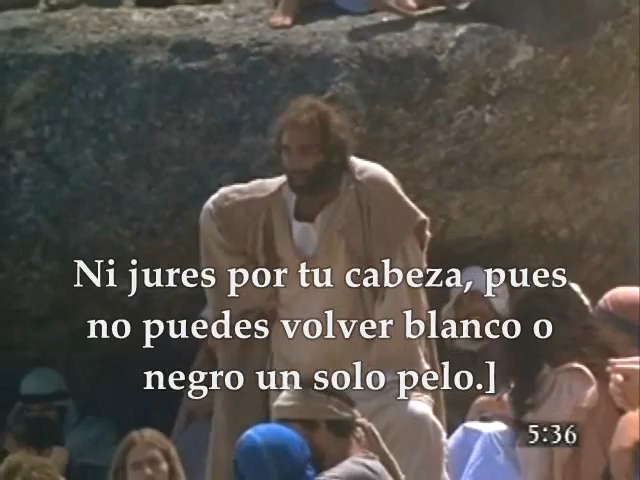 Ni jures por tu cabeza, pues
no puedes volver blanco o
negro un solo pelo.]
5:36